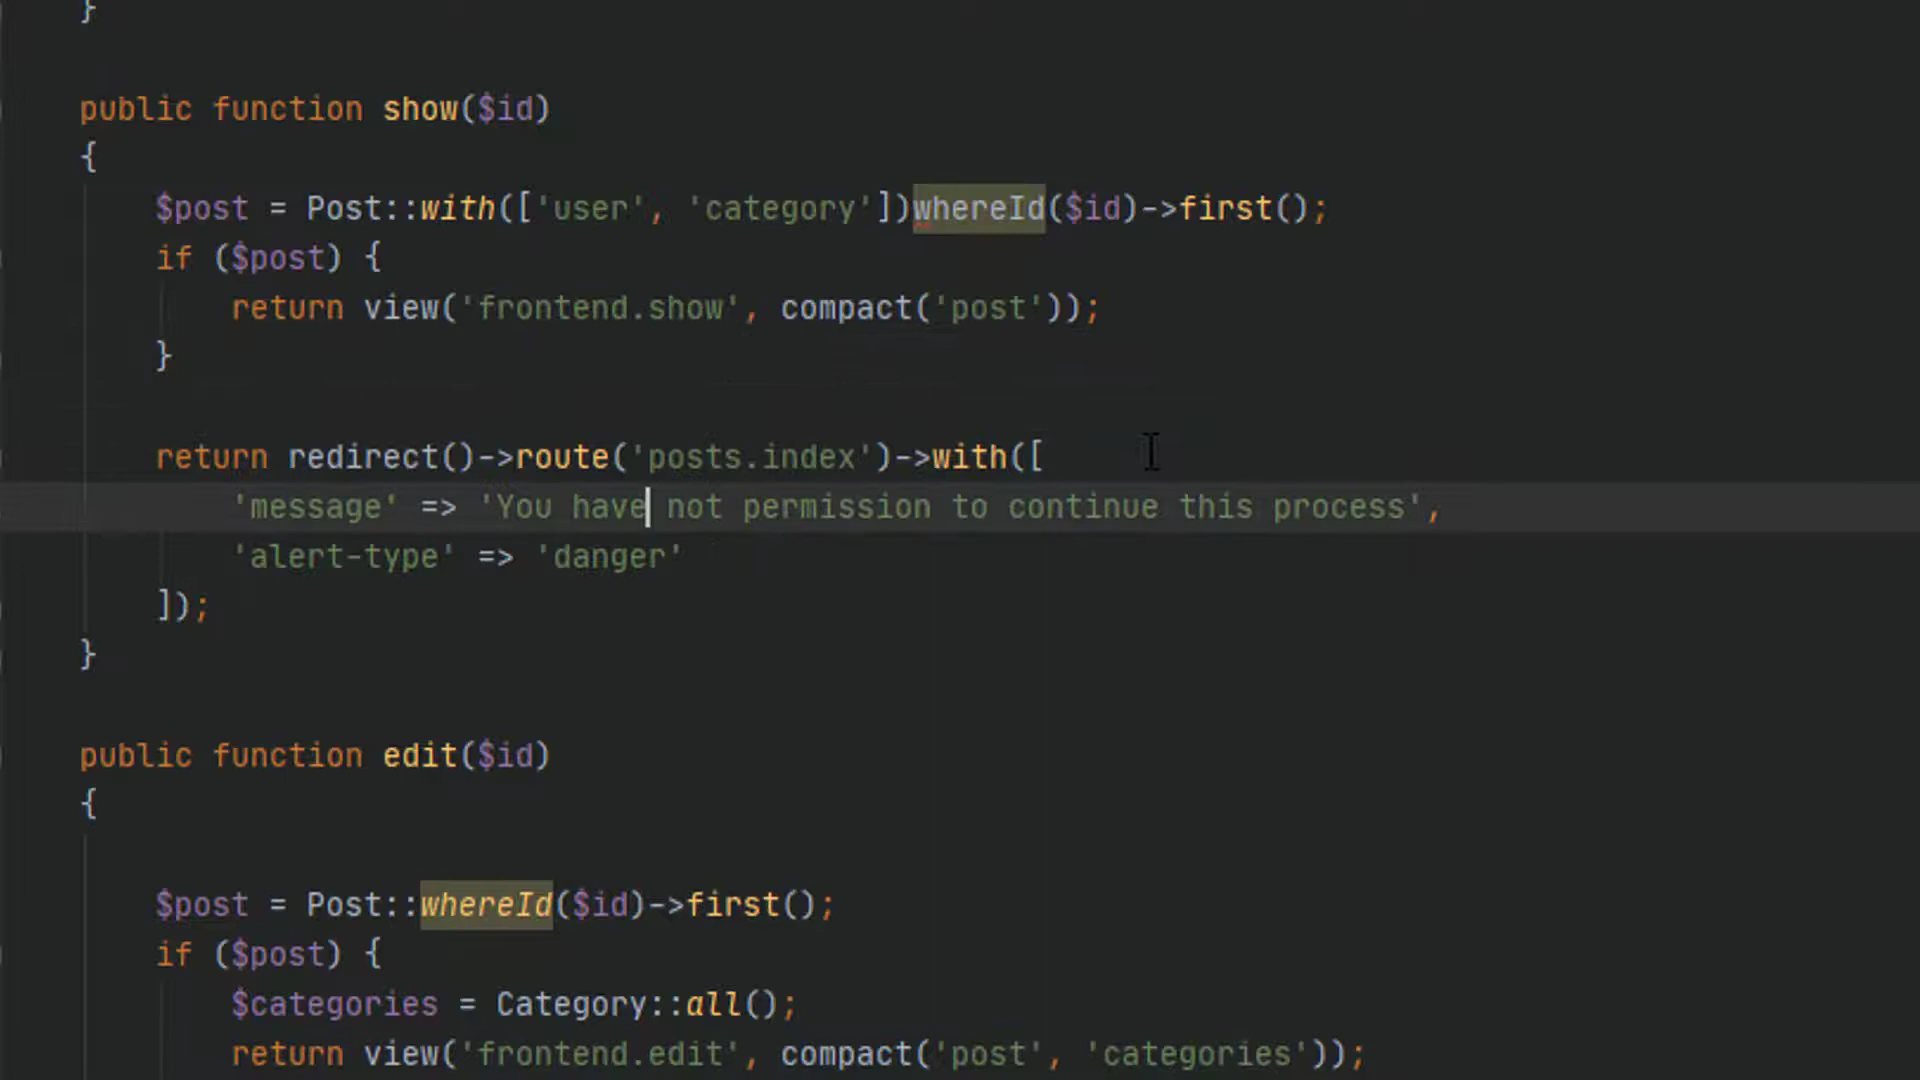 }
public function show($id)
{
$post = Post::with(['user', 'category'])whereId($id)->first();
if ($post) {
return view('frontend.show', compact('post'));
}
return redirect()->route('posts.index')->with([
'message' => 'You have not permission to continue this process',
'alert-type' => 'danger'
]);
}
public function edit($id)
{
$post = Post::whereId($id)->first();
if ($post) {
$categories = Category::all();
return view('frontend.edit', compact('post', 'categories'));